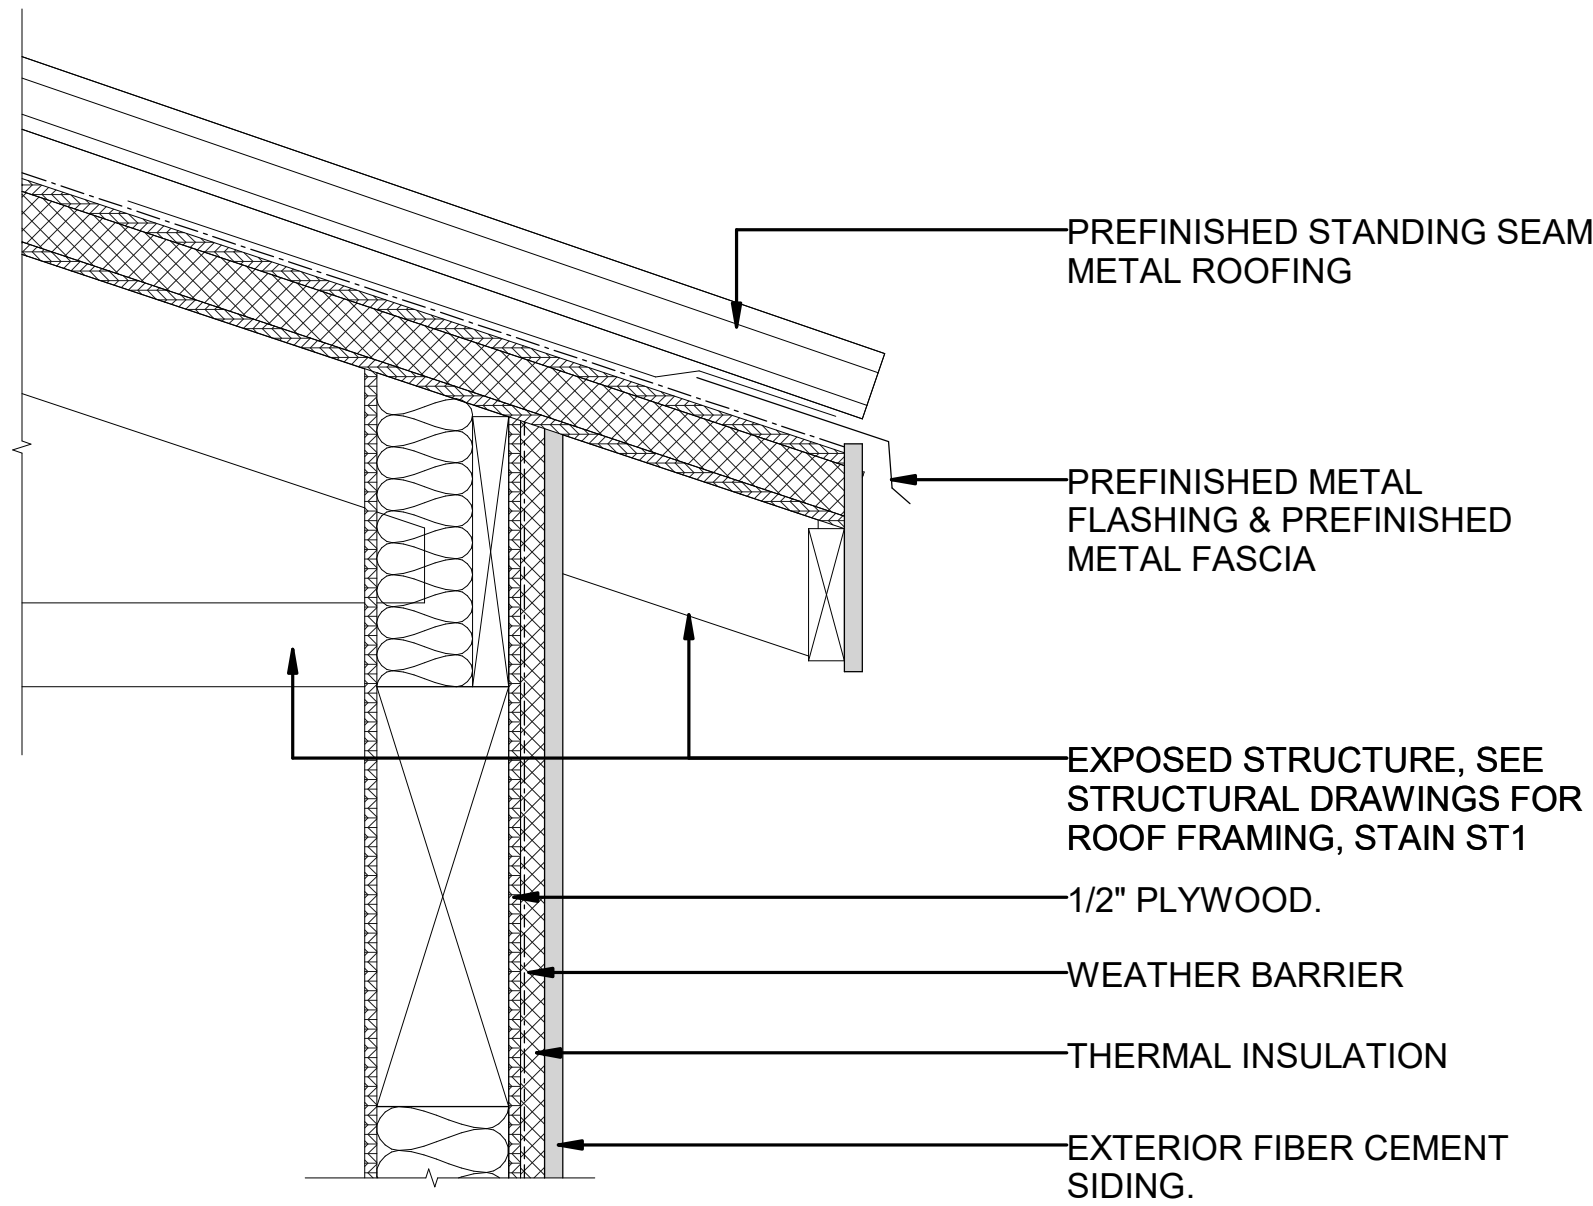 PREFINISHED STANDING SEAM
METAL ROOFING
PREFINISHED METAL
FLASHING & PREFINISHED
METAL FASCIA
EXPOSED STRUCTURE, SEE
STRUCTURAL DRAWINGS FOR
ROOF FRAMING, STAIN ST1
1/2" PLYWOOD.
WEATHER BARRIER
THERMAL INSULATION
EXTERIOR FIBER CEMENT
SIDING.